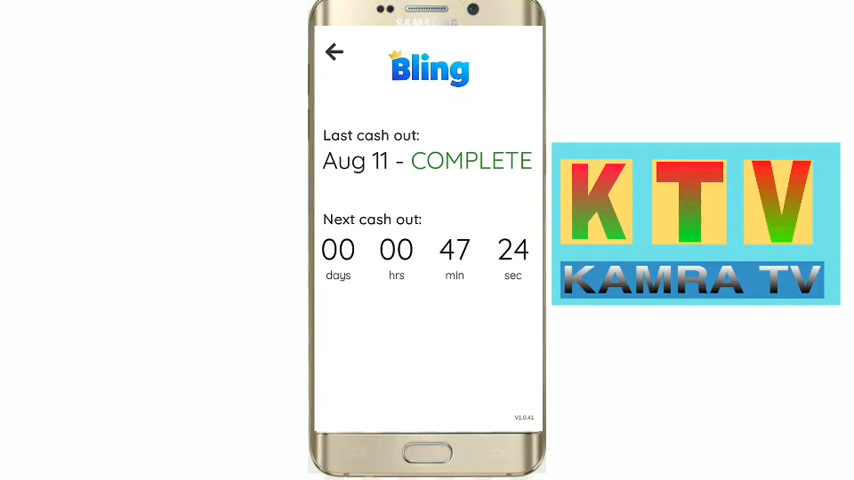 SAMSUNG
Bling
Last cash out:
Aug 11 - COMPLETE
Next cash out:
00 00 47 24
days hrs min sec
V1.0.41
K T V
KAMRA TV